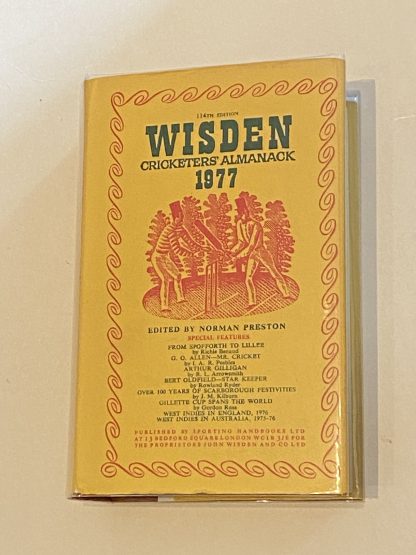 114TH EDITION
WISDEN
CRICKETERS' ALMANACK
1977
EDITED BY NORMAN PRESTON
SPECIAL FEATURES
FROM SPOFFORTH TO LILLEE
by Richie Benaud
G. O. ALLEN—MR. CRICKET
by I. A. R. Peebles
ARTHUR GILLIGAN
by R. L. Arrowsmith
BERT OLDFIELD—STAR KEEPER
by Rowland Ryder
OVER 100 YEARS OF SCARBOROUGH FESTIVITIES
by J. M. Kilburn
GILLETTE CUP SPANS THE WORLD
by Gordon Ross
WEST INDIES IN ENGLAND, 1976
WEST INDIES IN AUSTRALIA, 1975-76
PUBLISHED BY SPORTING HANDBOOKS LTD
AT 13 BEDFORD SQUARE LONDON WC1B 3JE FOR
THE PROPRIETORS JOHN WISDEN AND CO LTD